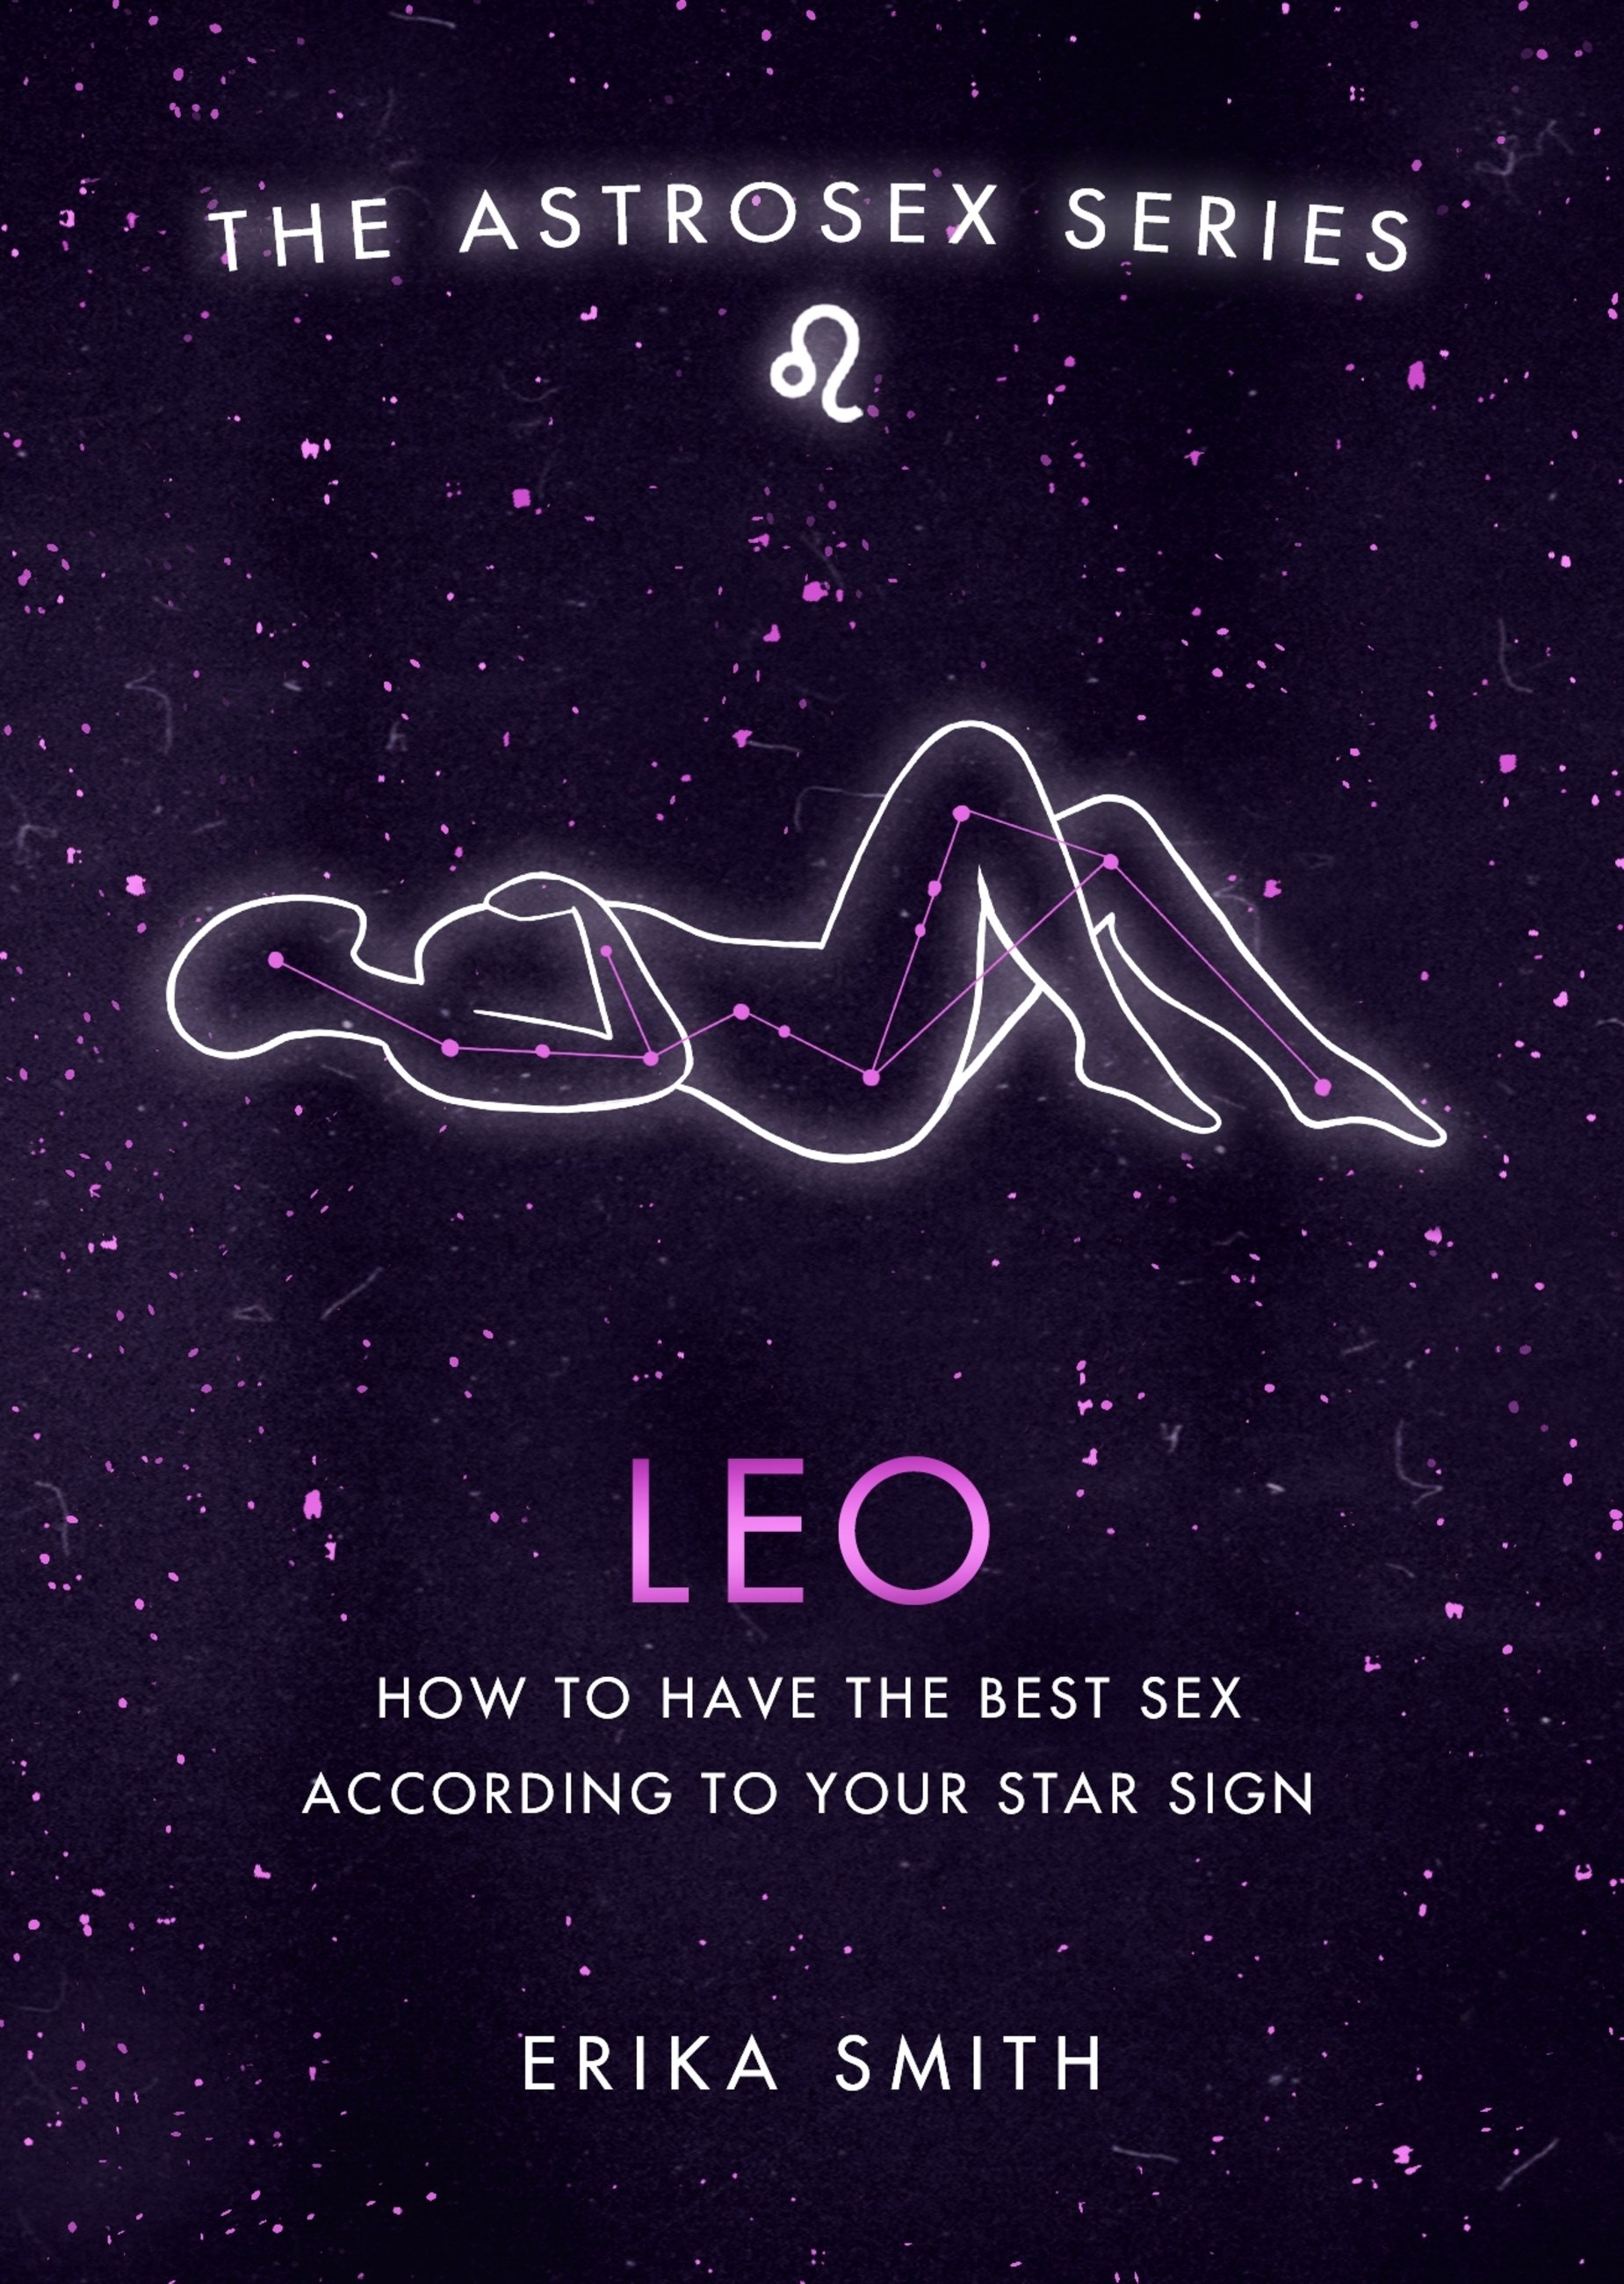 THE ASTROSEX SERIES
♌
LEO
HOW TO HAVE THE BEST SEX
ACCORDING TO YOUR STAR SIGN
ERIKA SMITH